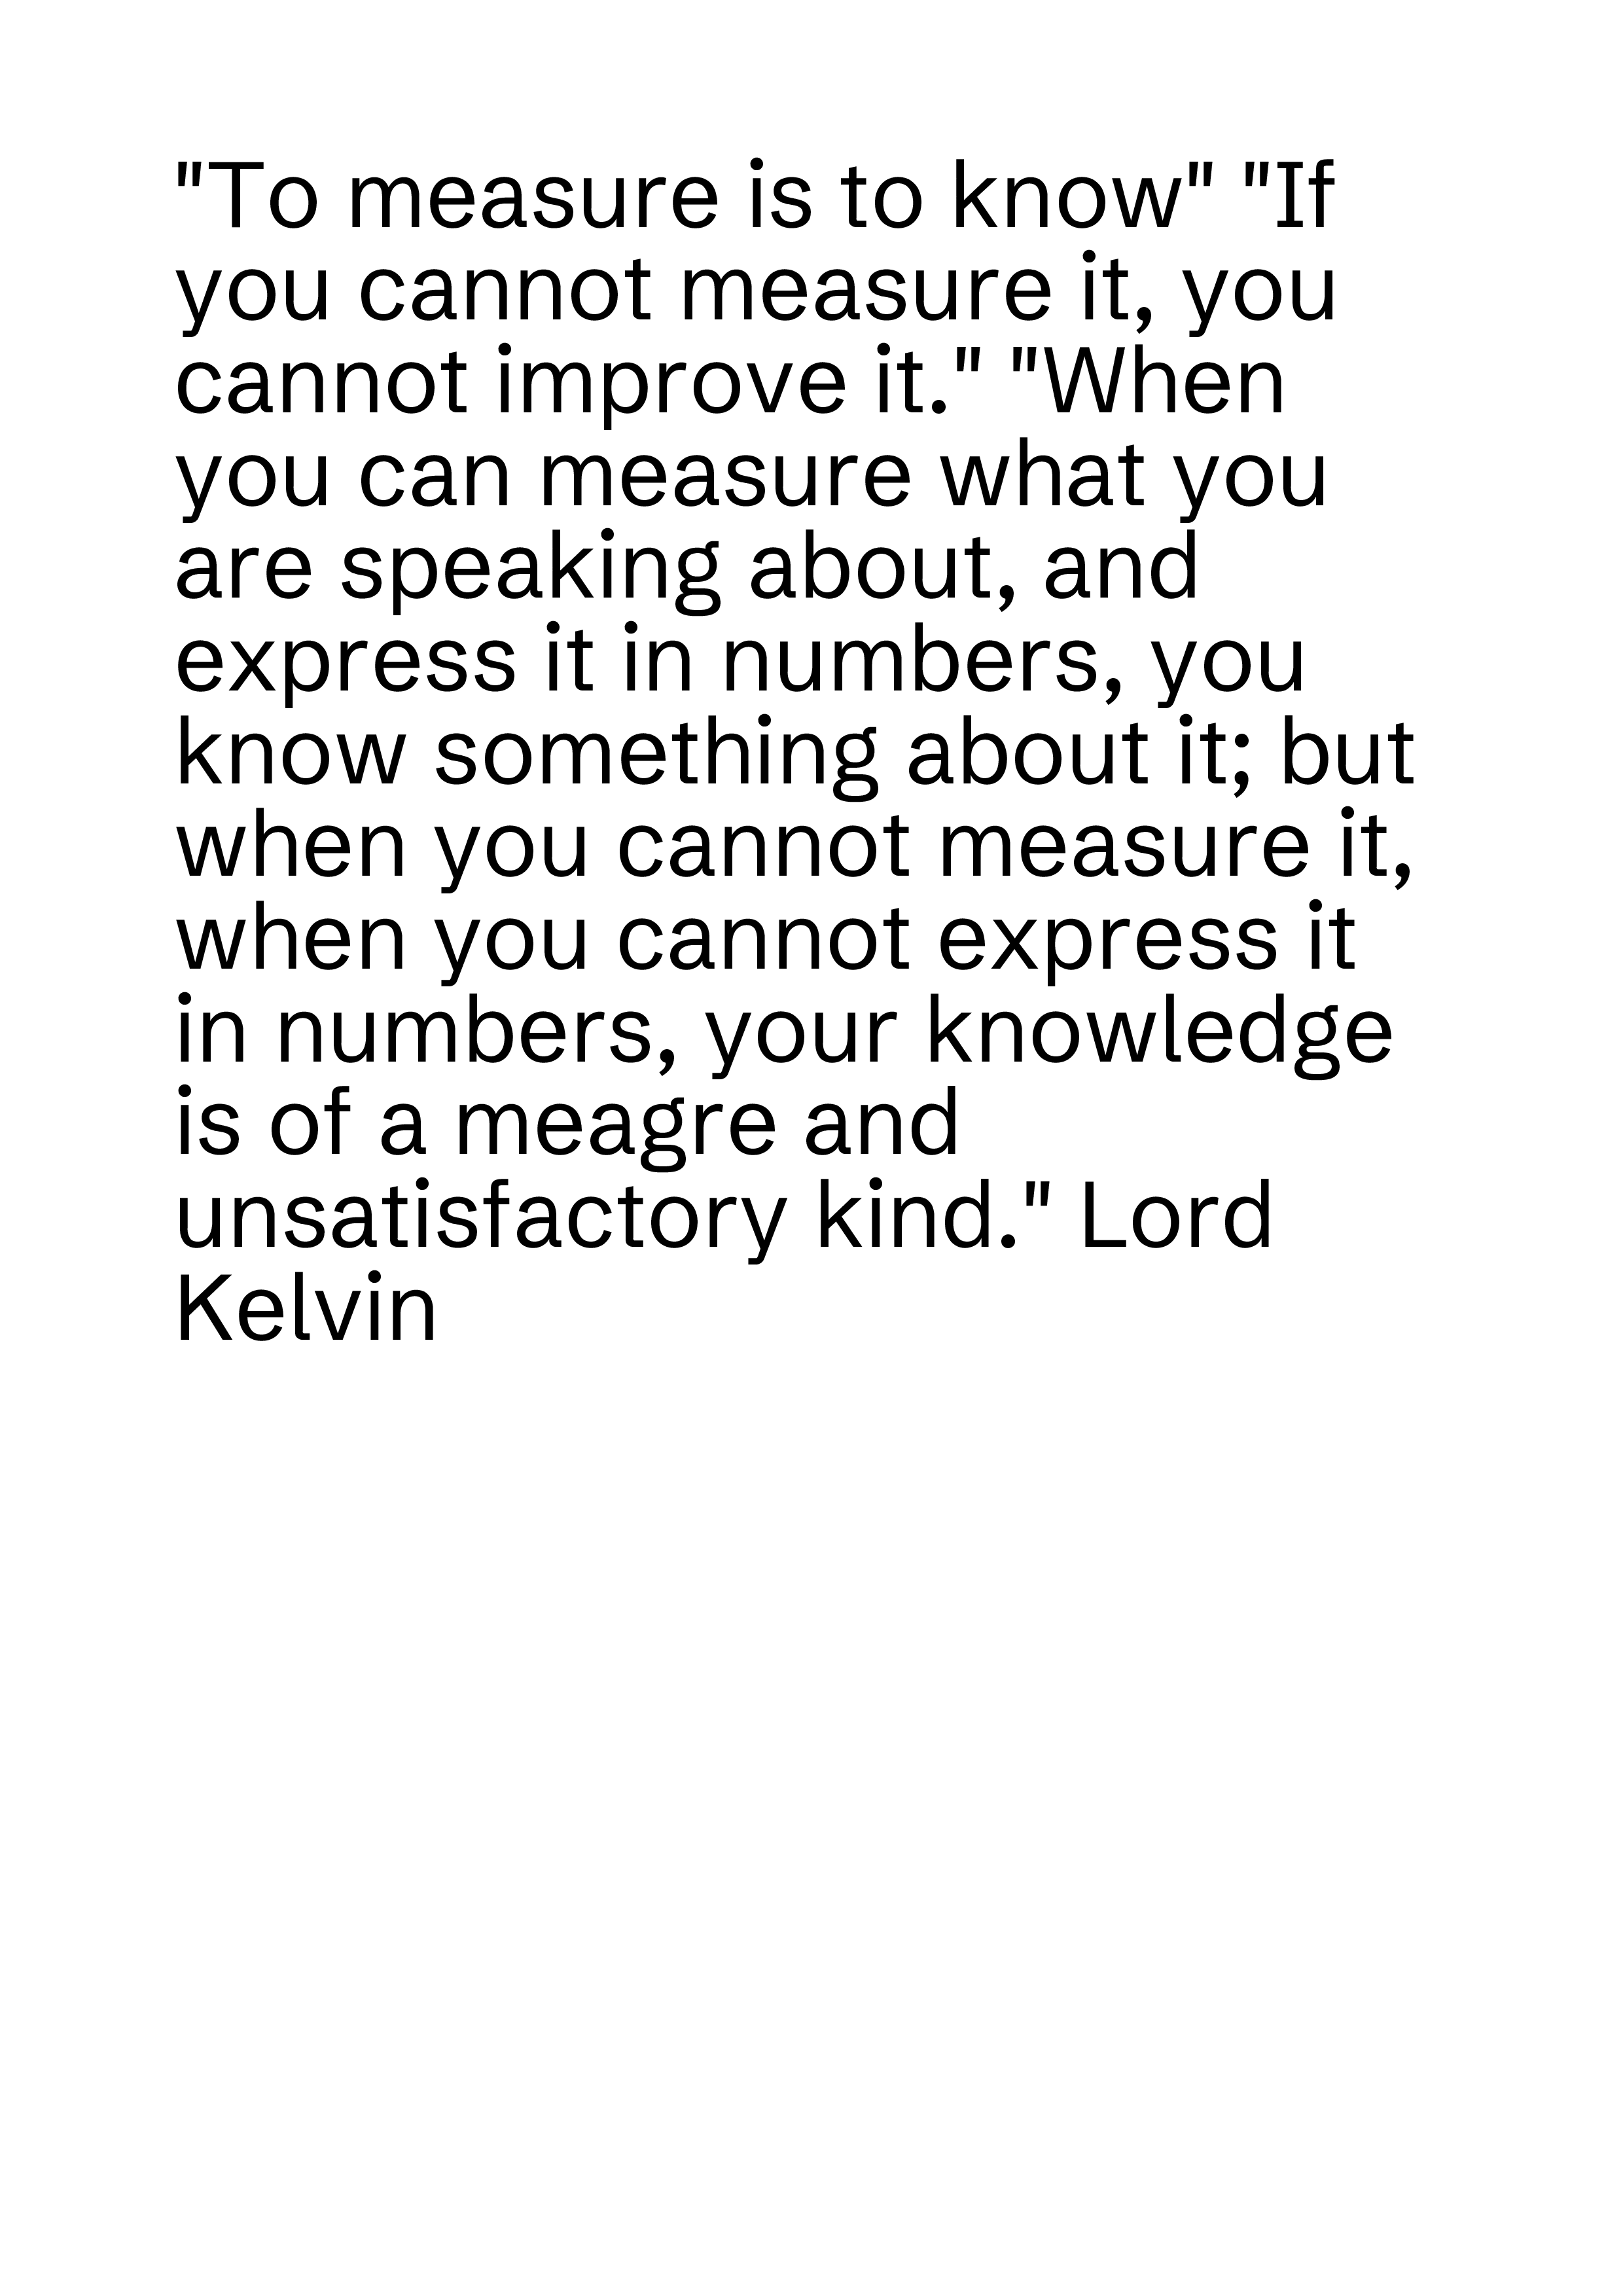 "To measure is to know" "If
you cannot measure it, you
cannot improve it." "When
you can measure what you
are speaking about, and
express it in numbers, you
know something about it; but
when you cannot measure it,
when you cannot express it
in numbers, your knowledge
is of a meagre and
unsatisfactory kind." Lord
Kelvin